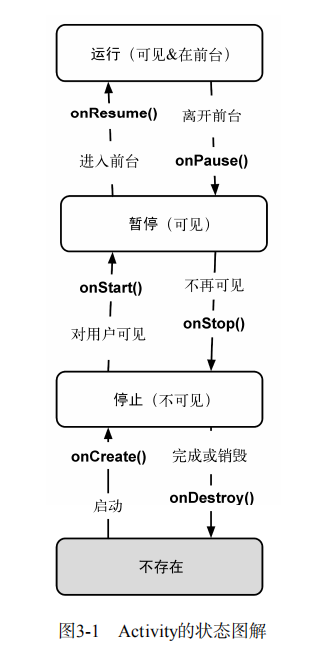 运行（可见&在前台）
onResume()
离开前台
进入前台
onPause()
暂停（可见）
onStart()
不再可见
对用户可见
onStop()
停止（不可见）
onCreate()
完成或销毁
启动
onDestroy()
不存在
图3-1 Activity的状态图解